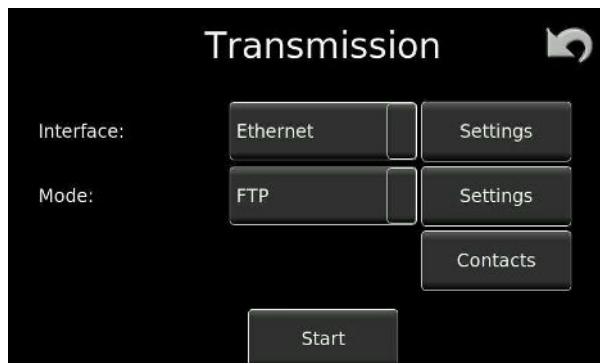 Transmission
Interface: Ethernet Settings
Mode: FTP Settings
Contacts
Start